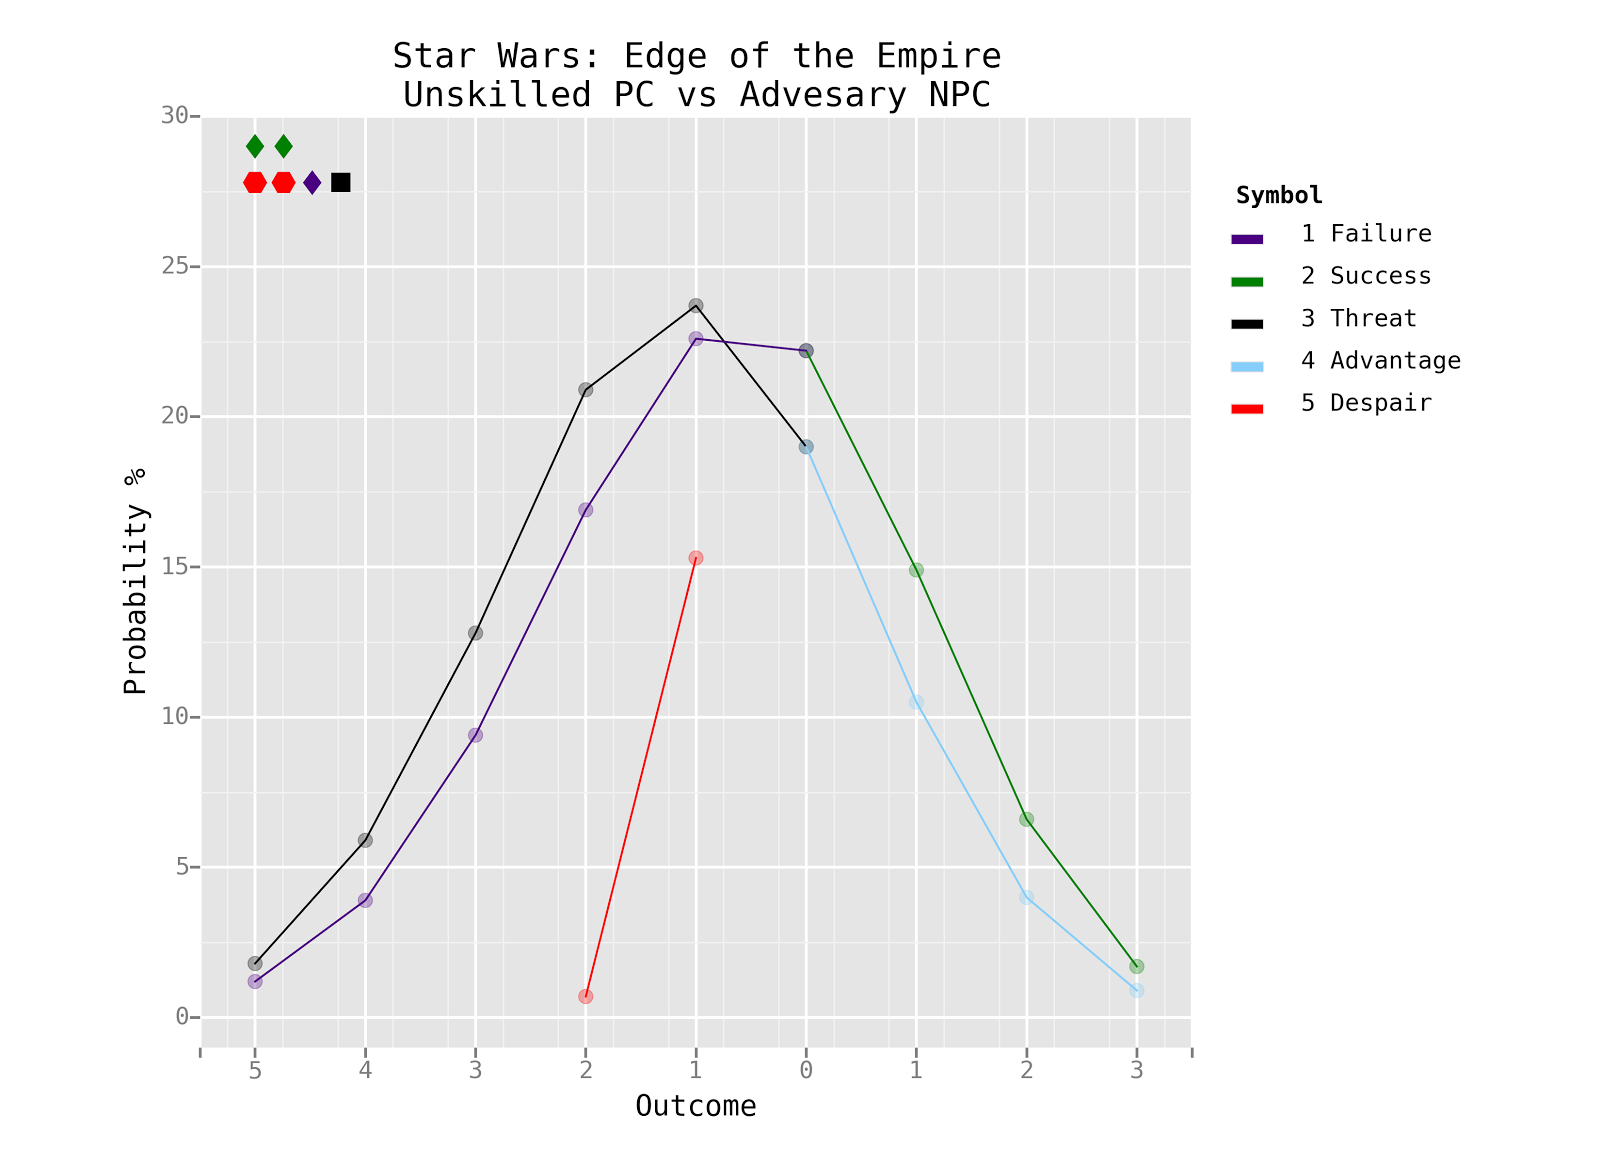 Star Wars: Edge of the Empire
Unskilled PC vs Advesary NPC
30
25
20
15
10
5
0
Probability %
5 4 3 2 1 0 1 2 3
Outcome
Symbol
1 Failure
2 Success
3 Threat
4 Advantage
5 Despair